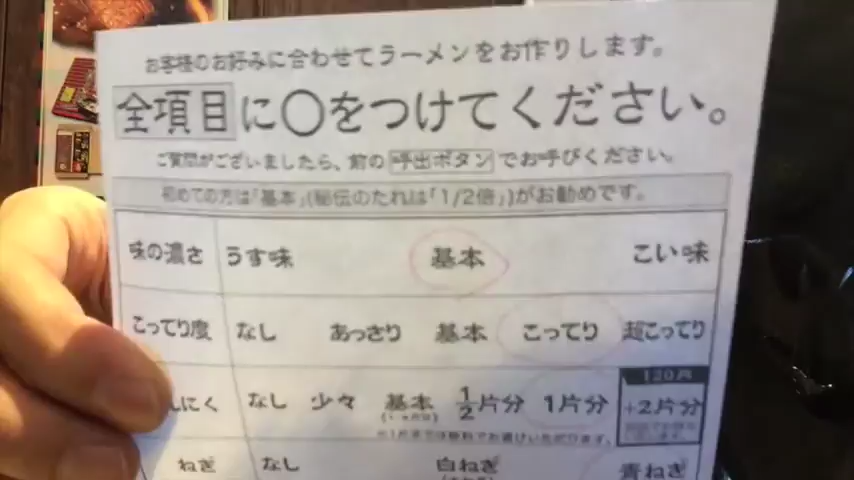 お客様のお好みに合わせてラーメンをお作りします。
全項目に○をつけてください。
ご質問がございましたら、前の呼出ボタンでお呼びください。
初めての方は「基本」(秘伝のたれは「1/2倍」)がお勧めです。
味の濃さ うす味 基本 こい味
こってり度 なし あっさり 基本 こってり 超こってり
120円
んにく なし 少々 基本 1/2片分 1片分 +2片分
ねぎ なし 白ねぎ 青ねぎ